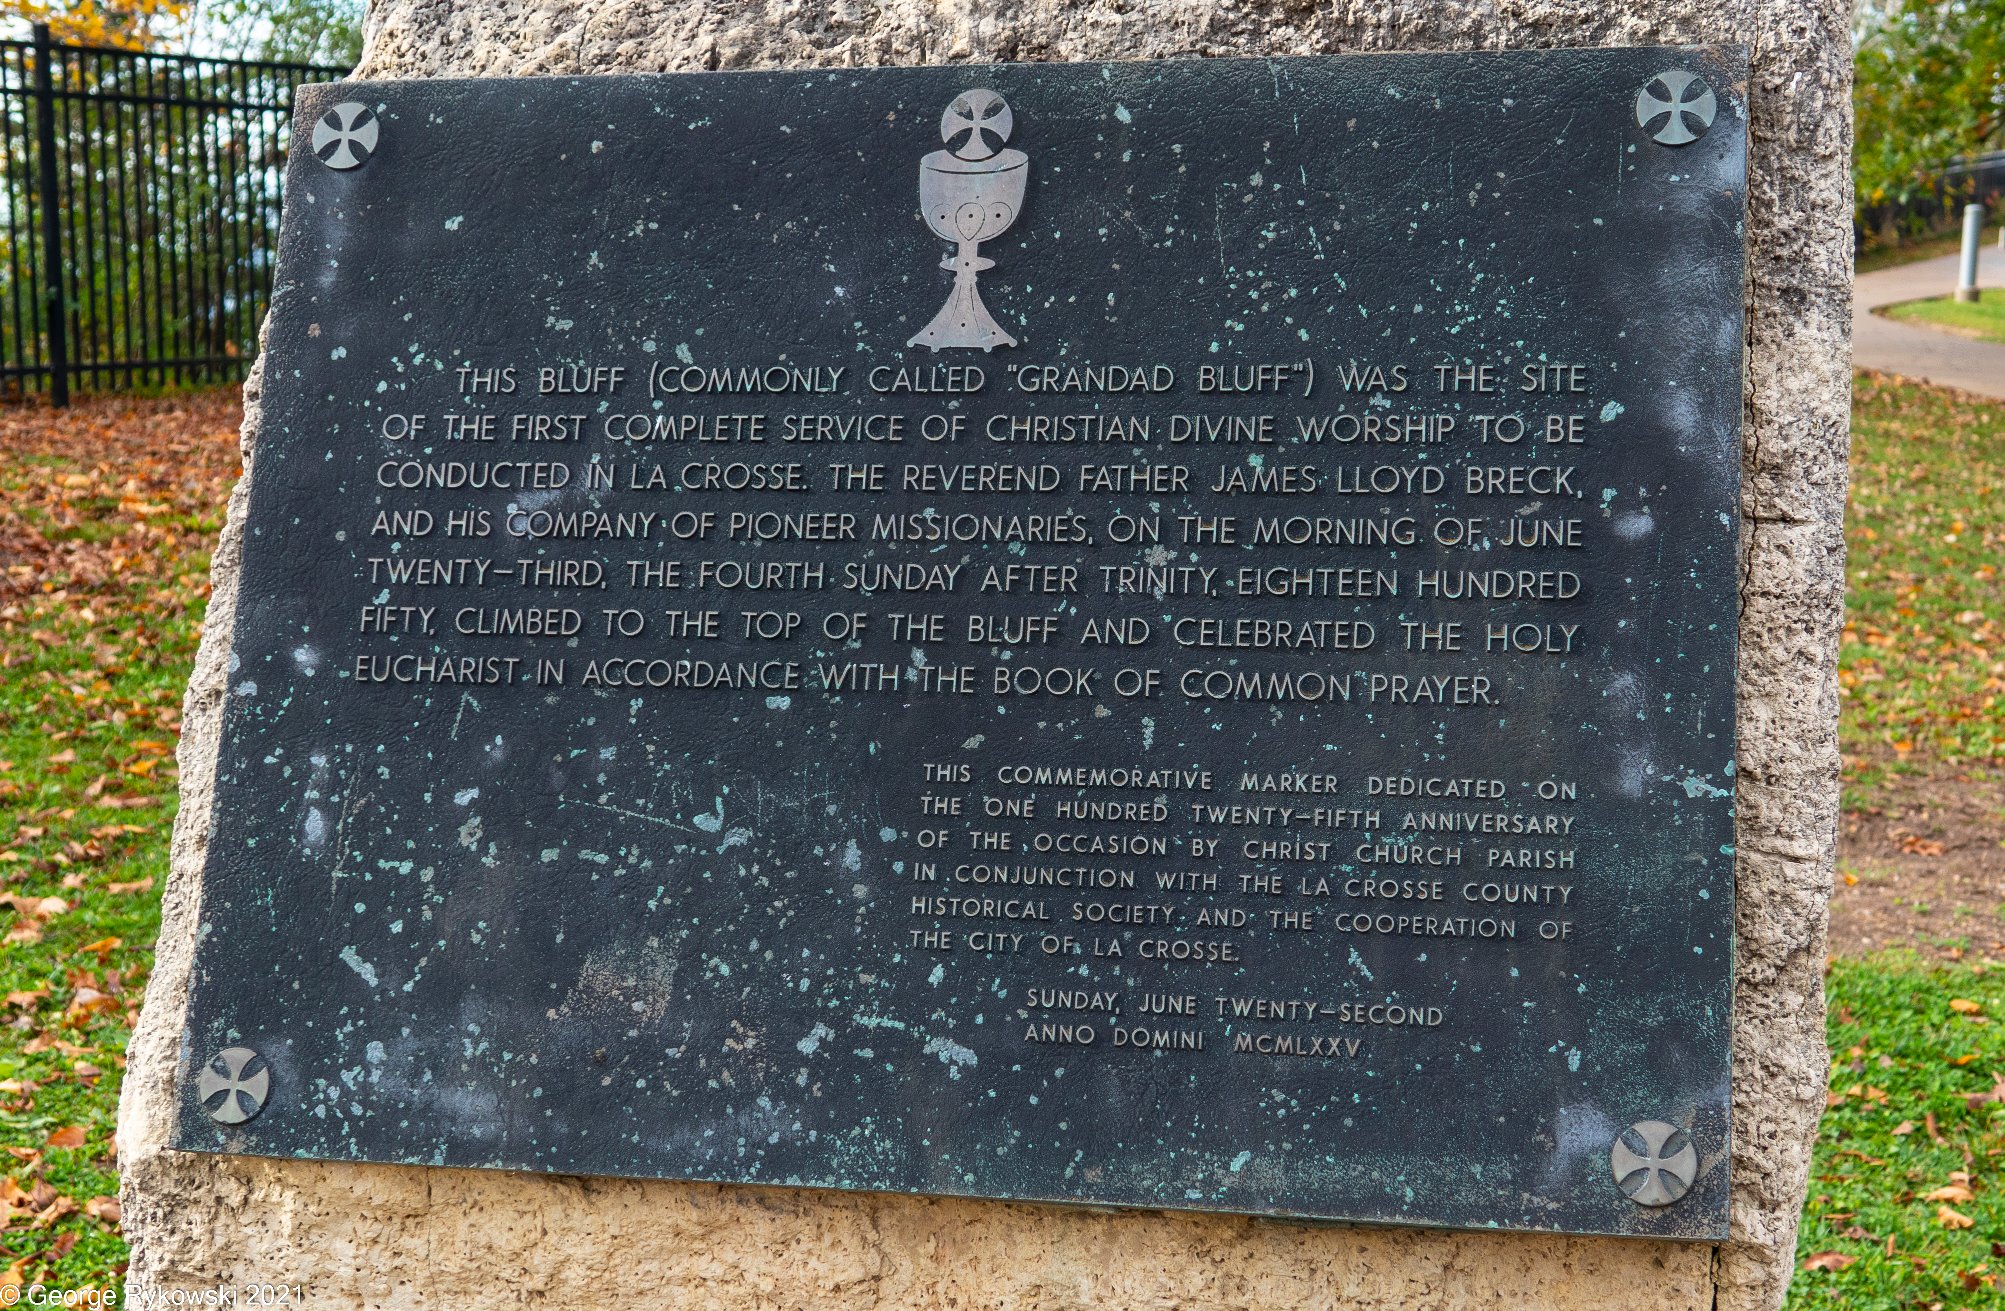 THIS BLUFF (COMMONLY CALLED "GRANDAD BLUFF") WAS THE SITE
OF THE FIRST COMPLETE SERVICE OF CHRISTIAN DIVINE WORSHIP TO BE
CONDUCTED IN LA CROSSE. THE REVEREND FATHER JAMES LLOYD BRECK,
AND HIS COMPANY OF PIONEER MISSIONARIES, ON THE MORNING OF JUNE
TWENTY-THIRD, THE FOURTH SUNDAY AFTER TRINITY, EIGHTEEN HUNDRED
FIFTY, CLIMBED TO THE TOP OF THE BLUFF AND CELEBRATED THE HOLY
EUCHARIST IN ACCORDANCE WITH THE BOOK OF COMMON PRAYER.
THIS COMMEMORATIVE MARKER DEDICATED ON
THE ONE HUNDRED TWENTY-FIFTH ANNIVERSARY
OF THE OCCASION BY CHRIST CHURCH PARISH
IN CONJUNCTION WITH THE LA CROSSE COUNTY
HISTORICAL SOCIETY AND THE COOPERATION OF
THE CITY OF LA CROSSE.
SUNDAY, JUNE TWENTY-SECOND
ANNO DOMINI MCMLXXV
© George Rykowski 2021